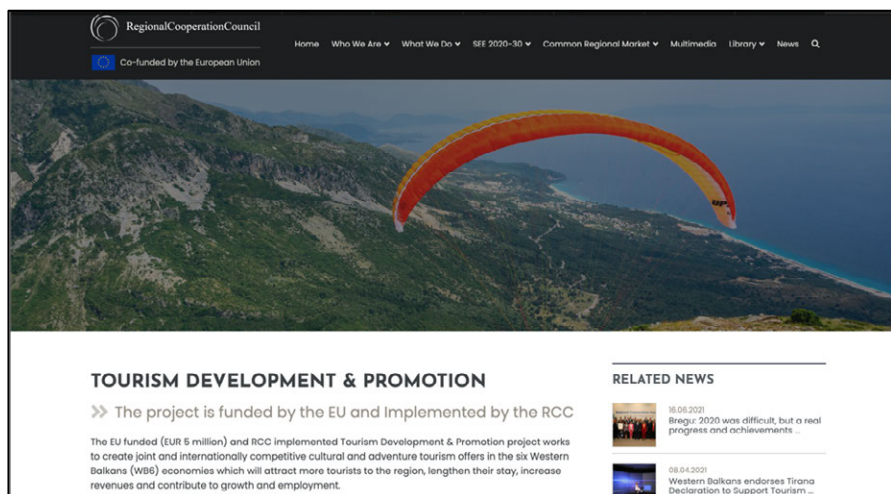 RegionalCooperationCouncil
Co-funded by the European Union
Home Who We Are What We Do SEE 2020-30 Common Regional Market Multimedia Library News
UP
TOURISM DEVELOPMENT & PROMOTION
The project is funded by the EU and Implemented by the RCC
The EU funded (EUR 5 million) and RCC implemented Tourism Development & Promotion project works
to create joint and internationally competitive cultural and adventure tourism offers in the six Western
Balkans (WB6) economies which will attract more tourists to the region, lengthen their stay, increase
revenues and contribute to growth and employment.
RELATED NEWS
16.06.2021
Bregu: 2020 was difficult, but a real
progress and achievements ...
08.04.2021
Western Balkans endorses Tirana
Declaration to Support Tourism ...